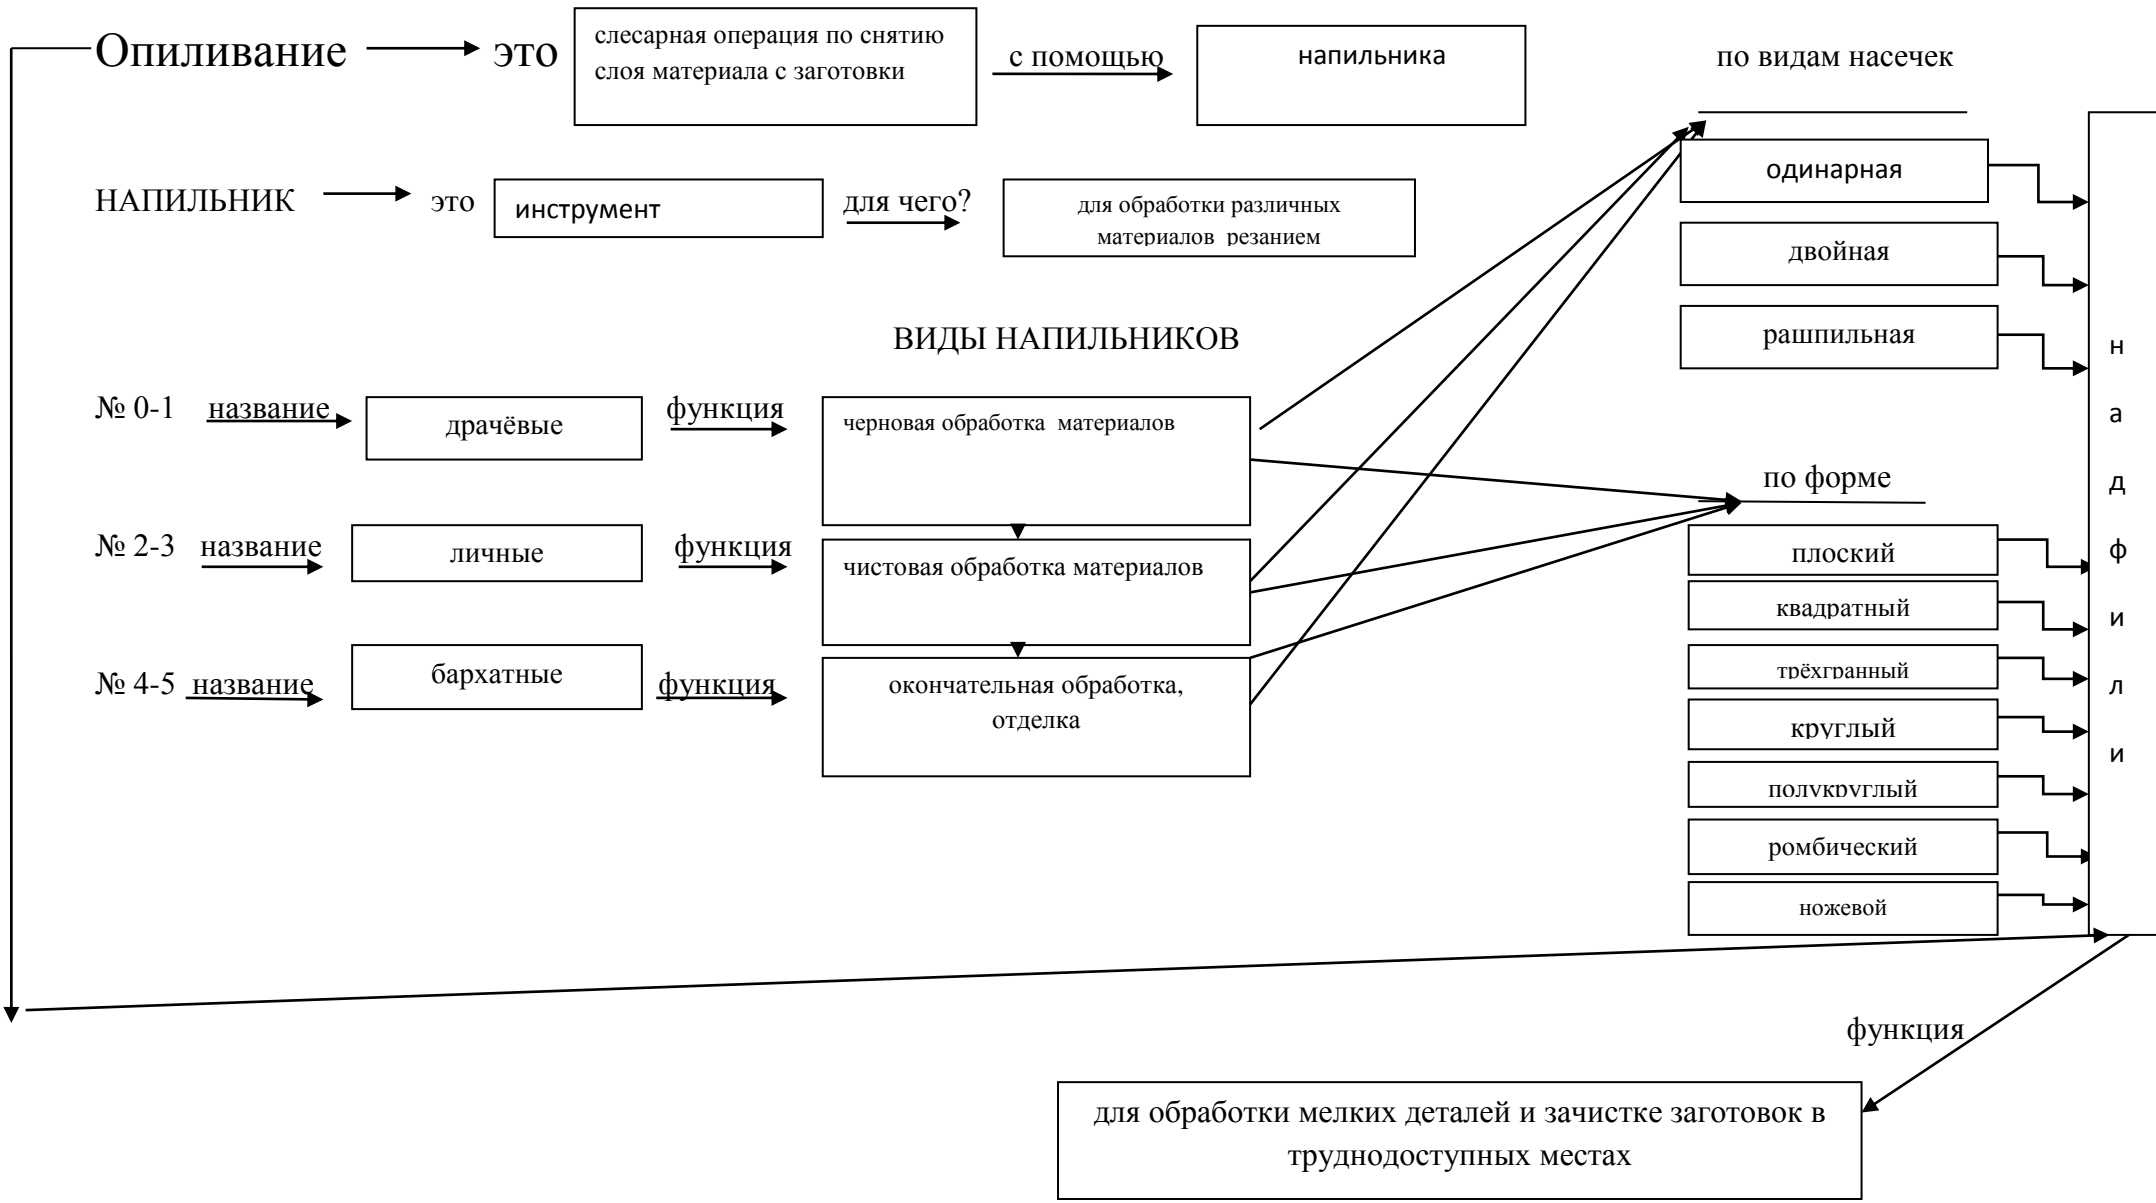 Опиливание
это
слесарная операция по снятию
слоя материала с заготовки
с помощью
напильника
по видам насечек
одинарная
двойная
рашпильная
НАПИЛЬНИК
это
инструмент
для чего?
для обработки различных
материалов резанием
ВИДЫ НАПИЛЬНИКОВ
№ 0-1
название
драчёвые
функция
черновая обработка материалов
№ 2-3
название
личные
функция
чистовая обработка материалов
№ 4-5
название
бархатные
функция
окончательная обработка,
отделка
по форме
плоский
квадратный
трёхгранный
круглый
полукруглый
ромбический
ножевой
н
а
д
ф
и
л
и
функция
для обработки мелких деталей и зачистке заготовок в
труднодоступных местах